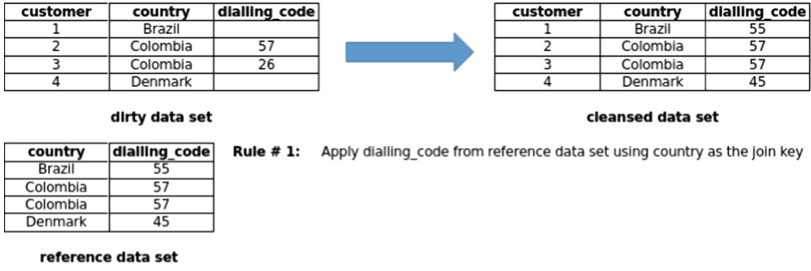 customer country dialling_code
1 Brazil
2 Colombia 57
3 Colombia 26
4 Denmark
dirty data set
customer country dialling_code
1 Brazil 55
2 Colombia 57
3 Colombia 57
4 Denmark 45
cleansed data set
country dialling_code
Brazil 55
Colombia 57
Colombia 57
Denmark 45
reference data set
Rule # 1: Apply dialling_code from reference data set using country as the join key